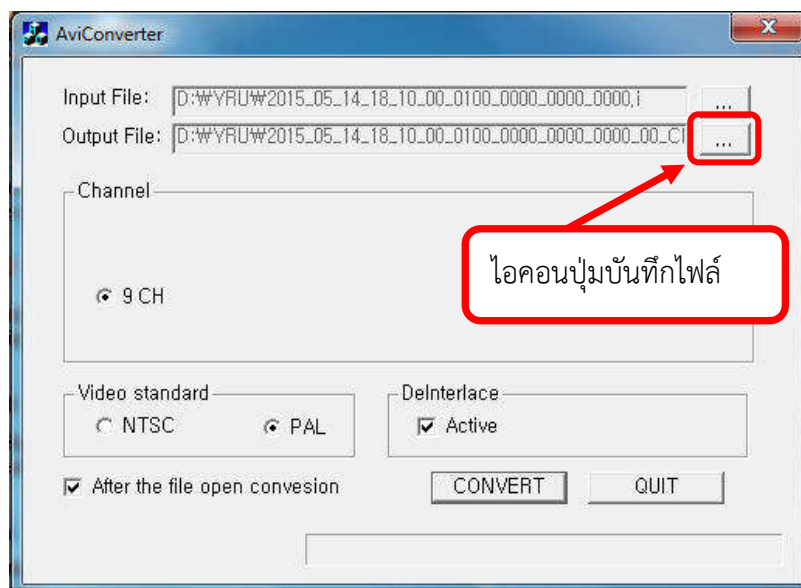 AviConverter
Input File: D:₩YRU₩2015_05_14_18_10_00_0100_0000_0000_0000,i ...
Output File: D:₩YRU₩2015_05_14_18_10_00_0100_0000_0000_0000_00_Cl ...
Channel
ไอคอนปุ่มบันทึกไฟล์
9 CH
Video standard
NTSC PAL
DeInterlace
Active
After the file open convesion
CONVERT QUIT